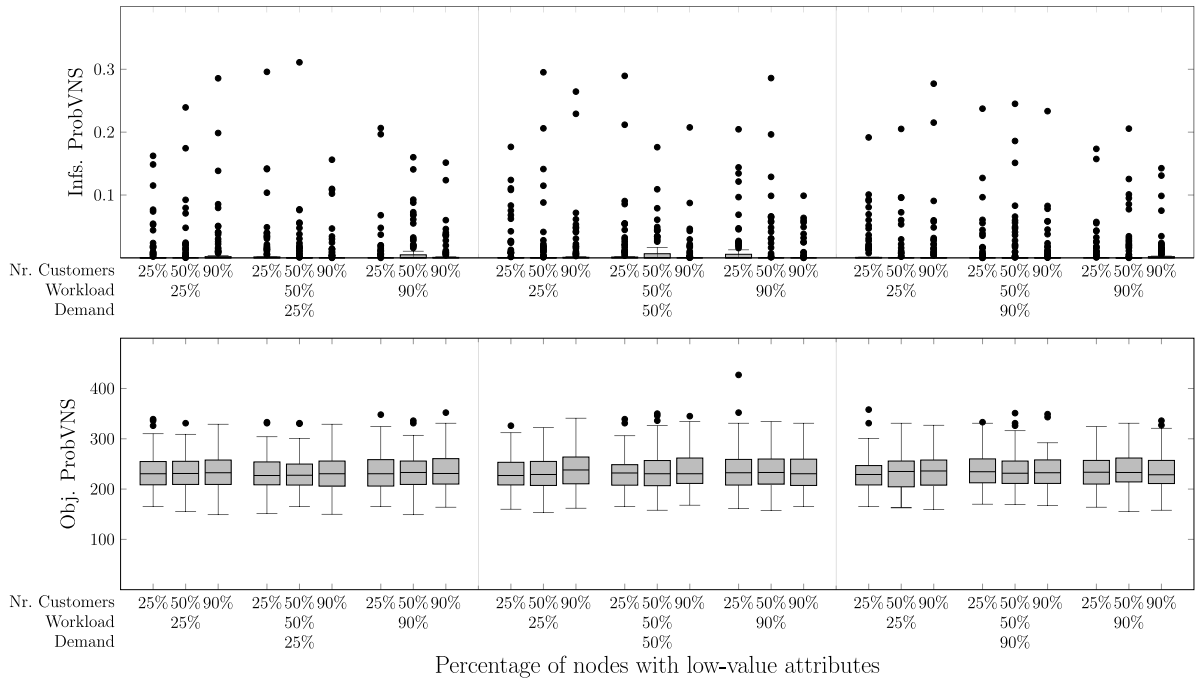 0.3
0.2
0.1
Infs. ProbVNS
Nr. Customers 25% 50% 90% 25% 50% 90% 25% 50% 90% 25% 50% 90% 25% 50% 90% 25% 50% 90% 25% 50% 90% 25% 50% 90% 25% 50% 90%
Workload 25% 50% 90% 25% 50% 90% 25% 50% 90%
Demand 25% 50% 90%
400
300
200
100
Obj. ProbVNS
Nr. Customers 25% 50% 90% 25% 50% 90% 25% 50% 90% 25% 50% 90% 25% 50% 90% 25% 50% 90% 25% 50% 90% 25% 50% 90% 25% 50% 90%
Workload 25% 50% 90% 25% 50% 90% 25% 50% 90%
Demand 25% 50% 90%
Percentage of nodes with low-value attributes